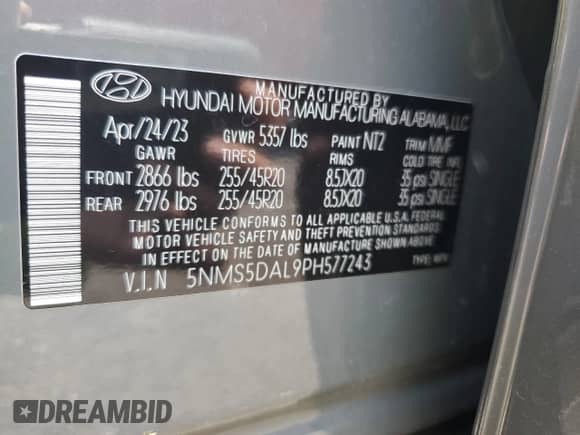 MANUFACTURED BY
HYUNDAI MOTOR MANUFACTURING ALABAMA, LLC
Apr/24/23 GVWR 5357 lbs PAINT NT2 TRIM MMF
GAWR TIRES RIMS COLD TIRE INFL
FRONT 2866 lbs 255/45R20 8.5JX20 35 psi SINGLE
REAR 2976 lbs 255/45R20 8.5JX20 35 psi SINGLE
THIS VEHICLE CONFORMS TO ALL APPLICABLE U.S.A. FEDERAL
MOTOR VEHICLE SAFETY AND THEFT PREVENTION STANDARDS
IN EFFECT ON THE DATE OF MANUFACTURE SHOWN ABOVE
V.I.N 5NMS5DAL9PH577243 TYPE: MPV
DREAMBID